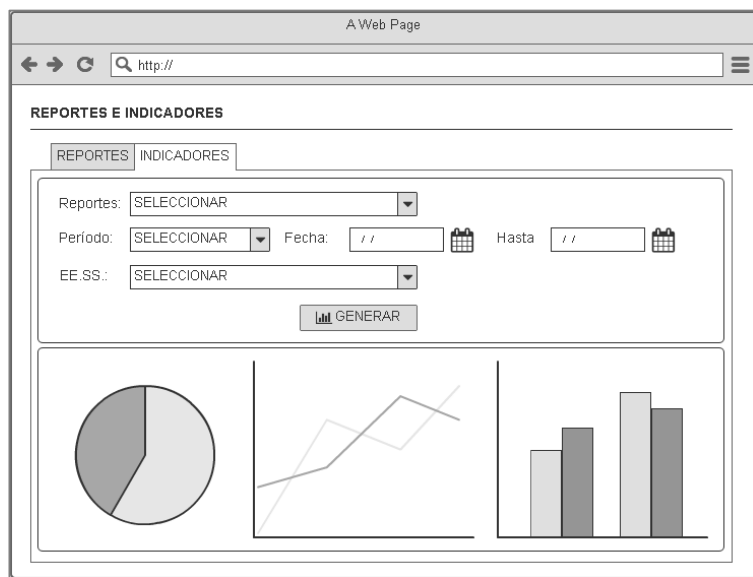 A Web Page
http://
REPORTES E INDICADORES
REPORTES INDICADORES
Reportes: SELECCIONAR
Período: SELECCIONAR Fecha: / / Hasta / /
EE.SS.: SELECCIONAR
GENERAR